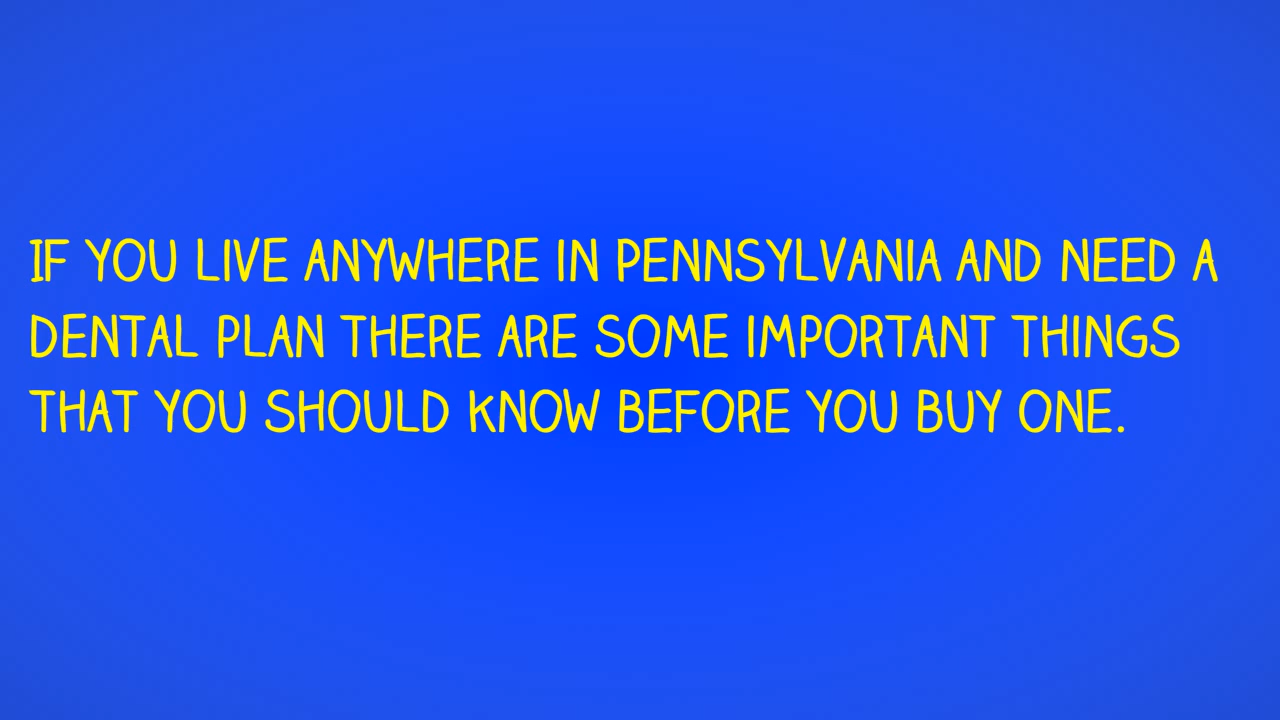 IF YOU LIVE ANYWHERE IN PENNSYLVANIA AND NEED A
DENTAL PLAN THERE ARE SOME IMPORTANT THINGS
THAT YOU SHOULD KNOW BEFORE YOU BUY ONE.